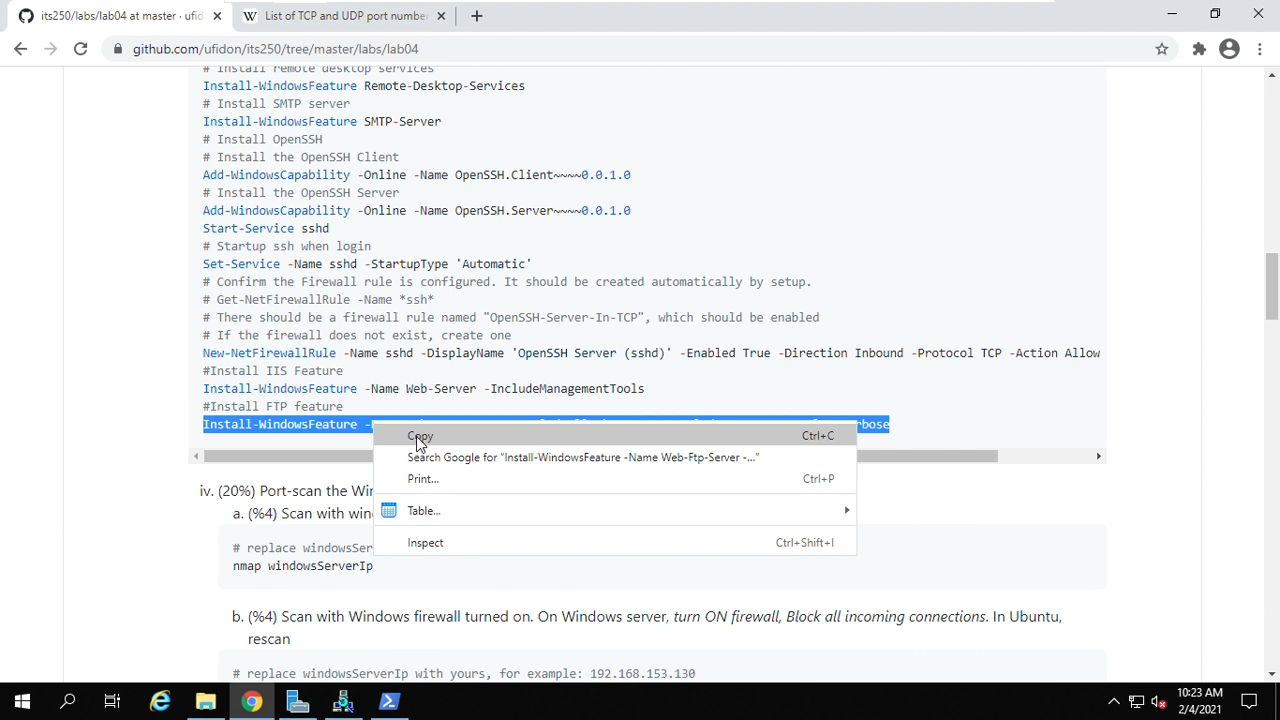 its250/labs/lab04 at master · ufid
List of TCP and UDP port number
github.com/ufidon/its250/tree/master/labs/lab04
# Install remote desktop services
Install-WindowsFeature Remote-Desktop-Services
# Install SMTP server
Install-WindowsFeature SMTP-Server
# Install OpenSSH
# Install the OpenSSH Client
Add-WindowsCapability -Online -Name OpenSSH.Client~~~~0.0.1.0
# Install the OpenSSH Server
Add-WindowsCapability -Online -Name OpenSSH.Server~~~~0.0.1.0
Start-Service sshd
# Startup ssh when login
Set-Service -Name sshd -StartupType 'Automatic'
# Confirm the Firewall rule is configured. It should be created automatically by setup.
# Get-NetFirewallRule -Name *ssh*
# There should be a firewall rule named "OpenSSH-Server-In-TCP", which should be enabled
# If the firewall does not exist, create one
New-NetFirewallRule -Name sshd -DisplayName 'OpenSSH Server (sshd)' -Enabled True -Direction Inbound -Protocol TCP -Action Allow
#Install IIS Feature
Install-WindowsFeature -Name Web-Server -IncludeManagementTools
#Install FTP feature
Install-WindowsFeature -
Copy Ctrl+C
Search Google for "Install-WindowsFeature -Name Web-Ftp-Server -..."
Print... Ctrl+P
Table...
Inspect Ctrl+Shift+I
iv. (20%) Port-scan the Wi
a. (%4) Scan with win
# replace windowsSer
nmap windowsServerIp
b. (%4) Scan with Windows firewall turned on. On Windows server, turn ON firewall, Block all incoming connections. In Ubuntu,
rescan
# replace windowsServerIp with yours, for example: 192.168.153.130
10:23 AM
2/4/2021